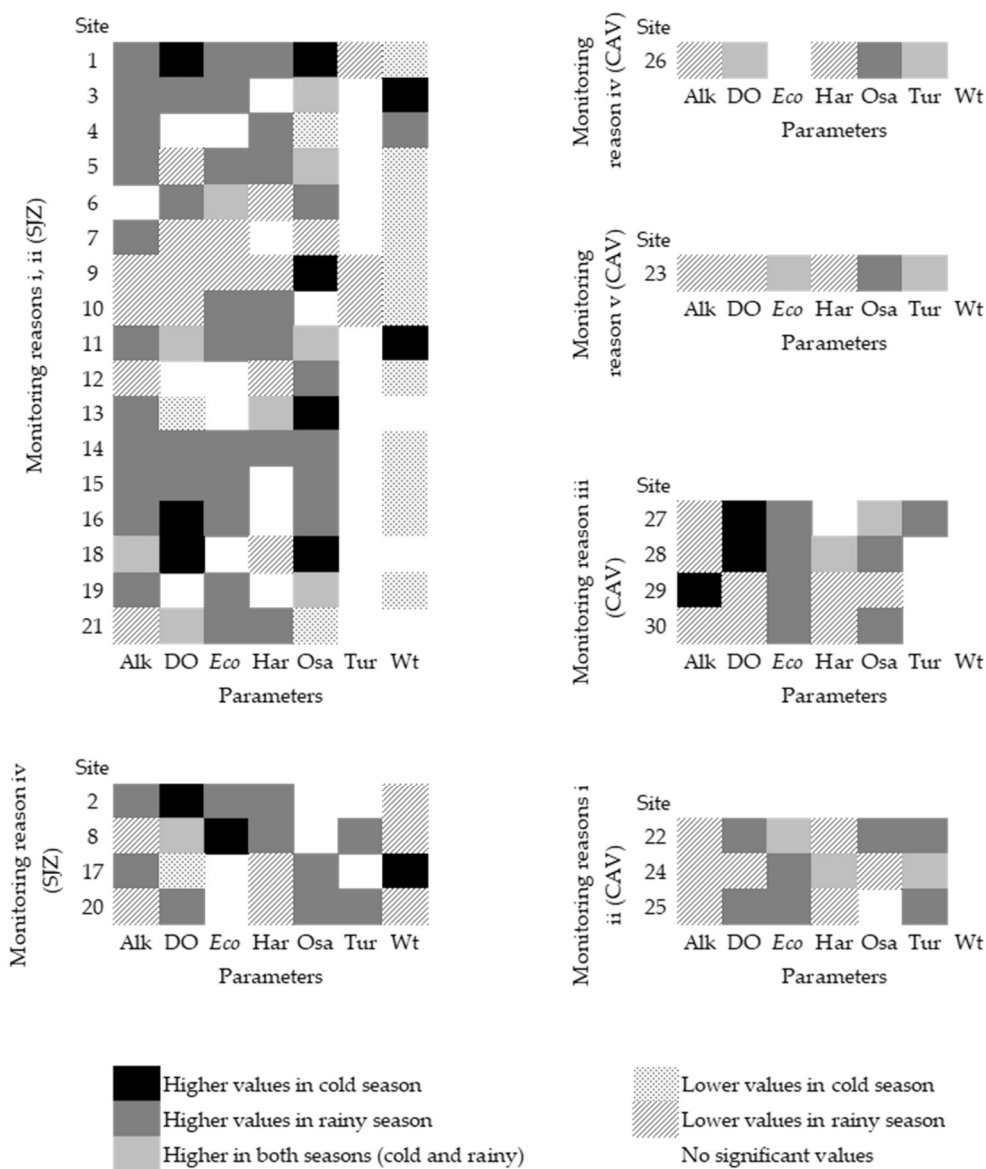 Monitoring reasons i, ii (SJZ)
Site
1
3
4
5
6
7
9
10
11
12
13
14
15
16
18
19
21
Alk DO Eco Har Osa Tur Wt
Parameters
Monitoring reason iv
(SJZ)
Site
2
8
17
20
Alk DO Eco Har Osa Tur Wt
Parameters
Monitoring
reason iv (CAV)
Site
26
Alk DO Eco Har Osa Tur Wt
Parameters
Monitoring
reason v (CAV)
Site
23
Alk DO Eco Har Osa Tur Wt
Parameters
Monitoring reason iii
(CAV)
Site
27
28
29
30
Alk DO Eco Har Osa Tur Wt
Parameters
Monitoring reasons i
ii (CAV)
Site
22
24
25
Alk DO Eco Har Osa Tur Wt
Parameters
Higher values in cold season
Higher values in rainy season
Higher in both seasons (cold and rainy)
Lower values in cold season
Lower values in rainy season
No significant values